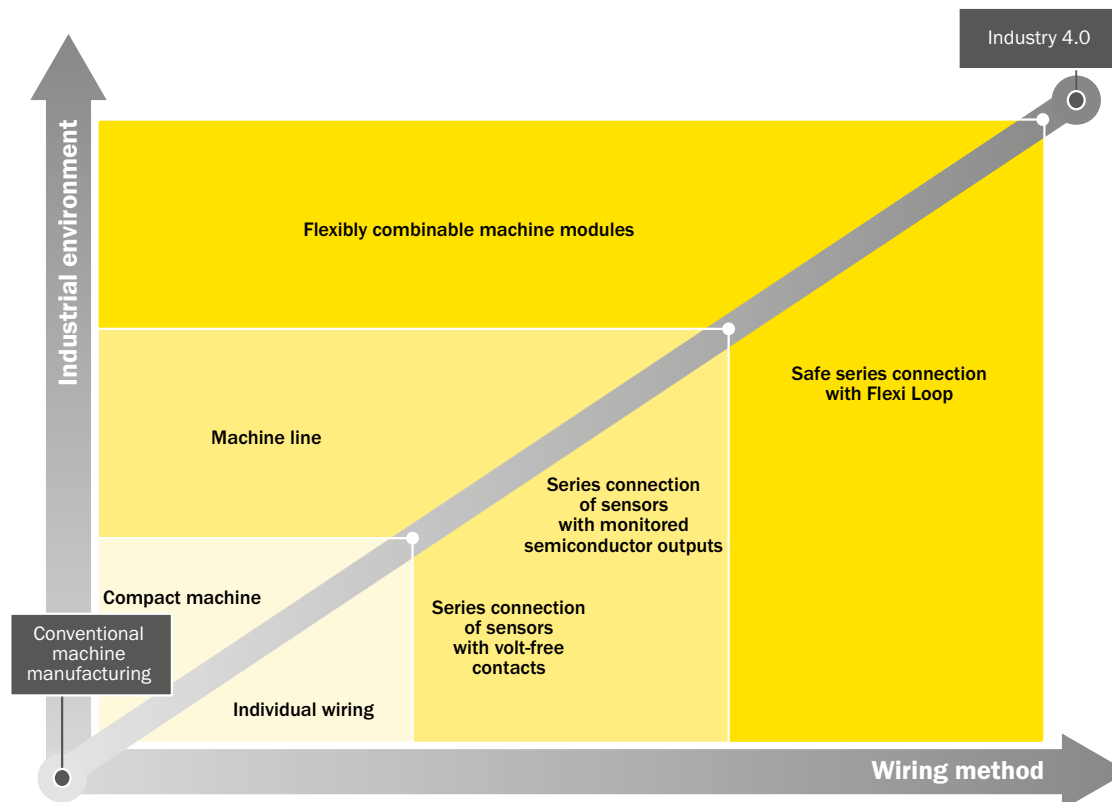 Industry 4.0
Industrial environment
Flexibly combinable machine modules
Safe series connection
with Flexi Loop
Machine line
Series connection
of sensors
with monitored
semiconductor outputs
Compact machine
Series connection
of sensors
with volt-free
contacts
Conventional
machine
manufacturing
Individual wiring
Wiring method